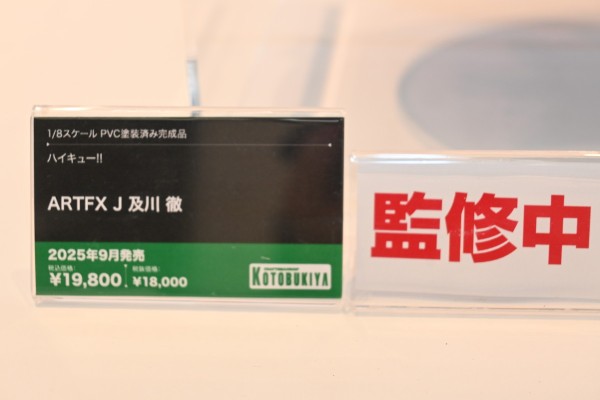 1/8スケール PVC塗装済み完成品
ハイキュー!!
ARTFX J 及川 徹
2025年9月発売
税込価格: 税抜価格:
¥19,800 ¥18,000
KOTOBUKIYA
監修中